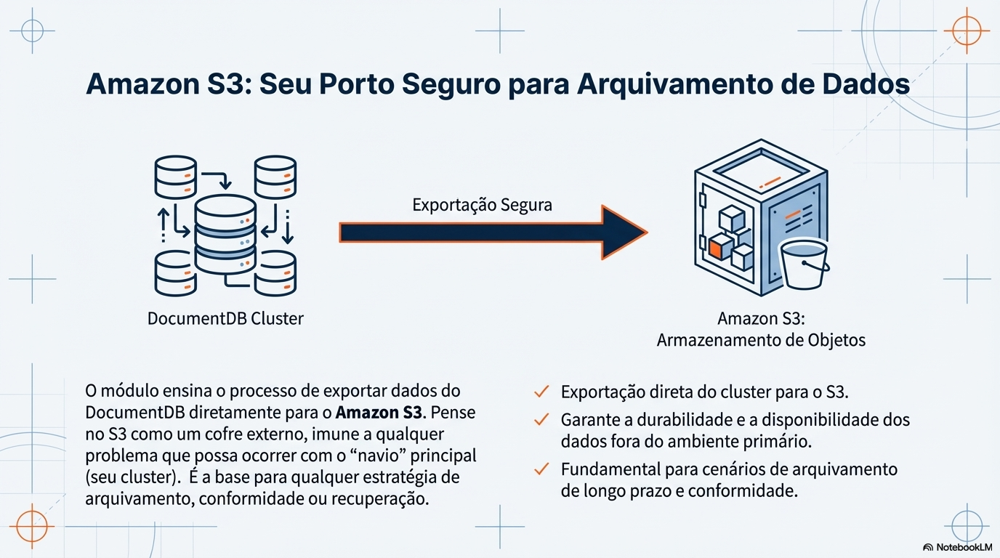 Amazon S3: Seu Porto Seguro para Arquivamento de Dados
Exportação Segura
DocumentDB Cluster
Amazon S3:
Armazenamento de Objetos
O módulo ensina o processo de exportar dados do
DocumentDB diretamente para o Amazon S3. Pense
no S3 como um cofre externo, imune a qualquer
problema que possa ocorrer com o “navio” principal
(seu cluster). É a base para qualquer estratégia de
arquivamento, conformidade ou recuperação.
Exportação direta do cluster para o S3.
Garante a durabilidade e a disponibilidade dos
dados fora do ambiente primário.
Fundamental para cenários de arquivamento
de longo prazo e conformidade.
NotebookLM